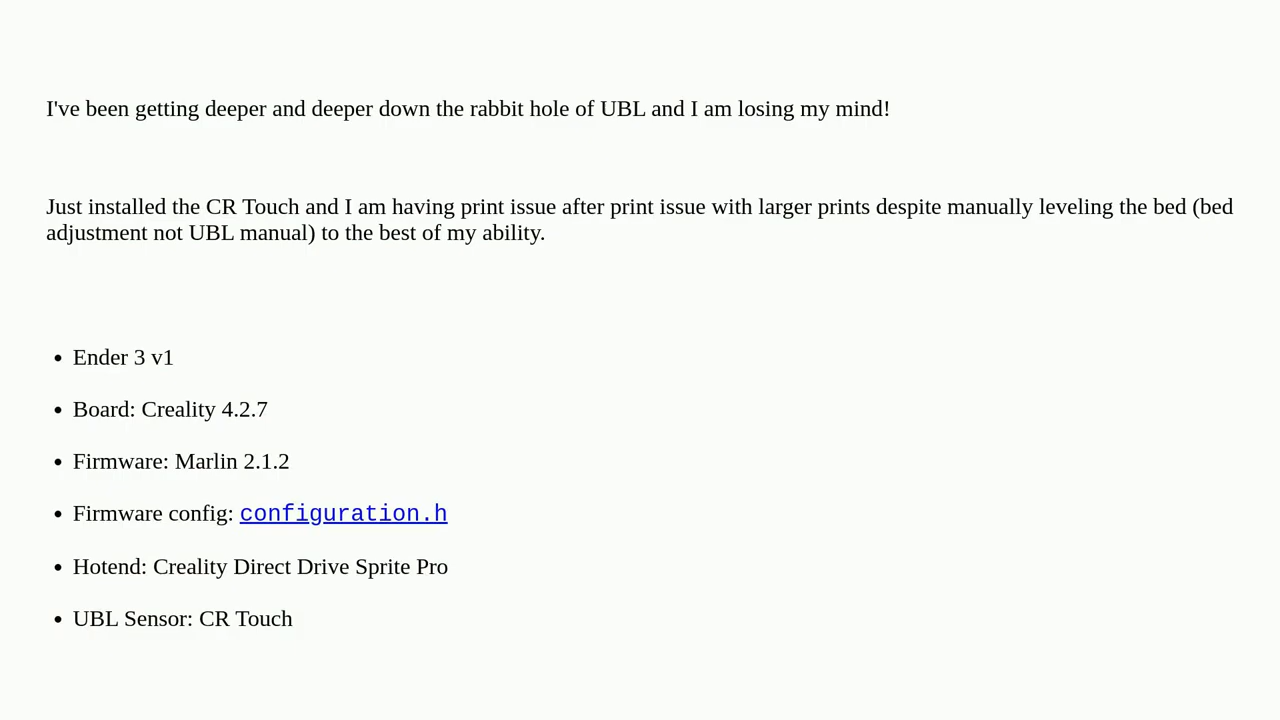 I've been getting deeper and deeper down the rabbit hole of UBL and I am losing my mind!
Just installed the CR Touch and I am having print issue after print issue with larger prints despite manually leveling the bed (bed
adjustment not UBL manual) to the best of my ability.
• Ender 3 v1
• Board: Creality 4.2.7
• Firmware: Marlin 2.1.2
• Firmware config: configuration.h
• Hotend: Creality Direct Drive Sprite Pro
• UBL Sensor: CR Touch